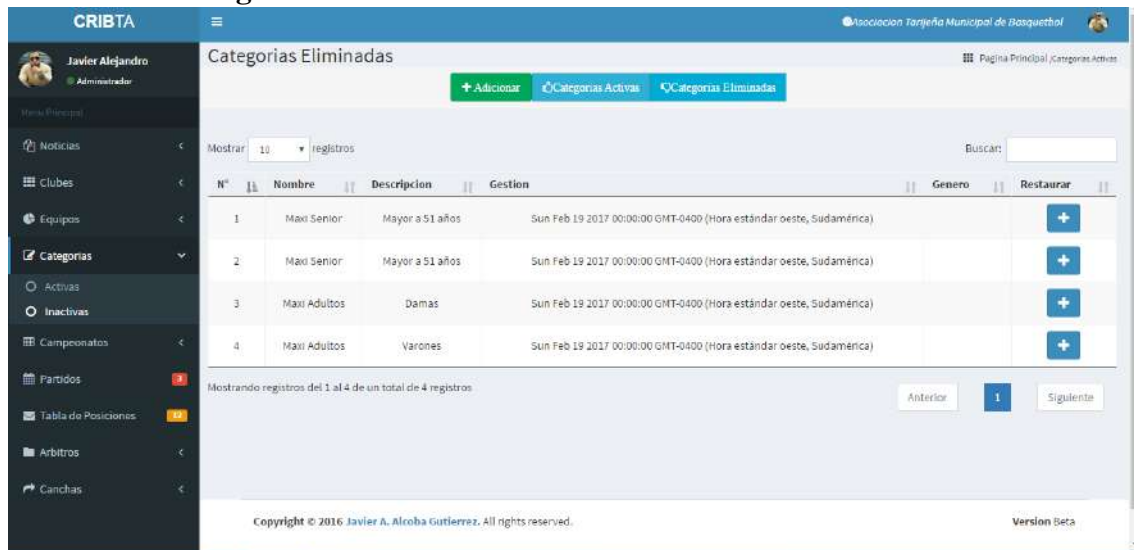 CRIBTA
Asociacion Tarijeña Municipal de Basquetbol
Javier Alejandro
Administrador
Menu Principal
Noticias
Clubes
Equipos
Categorias
Activas
Inactivas
Campeonatos
Partidos 3
Tabla de Posiciones 12
Arbitros
Canchas
Categorias Eliminadas
Pagina Principal /Categorias Activas
Adicionar Categorias Activas Categorias Eliminadas
Mostrar 10 registros Buscar:
N° Nombre Descripcion Gestion Genero Restaurar
1 Maxi Senior Mayor a 51 años Sun Feb 19 2017 00:00:00 GMT-0400 (Hora estándar oeste, Sudamérica)
2 Maxi Senior Mayor a 51 años Sun Feb 19 2017 00:00:00 GMT-0400 (Hora estándar oeste, Sudamérica)
3 Maxi Adultos Damas Sun Feb 19 2017 00:00:00 GMT-0400 (Hora estándar oeste, Sudamérica)
4 Maxi Adultos Varones Sun Feb 19 2017 00:00:00 GMT-0400 (Hora estándar oeste, Sudamérica)
Mostrando registros del 1 al 4 de un total de 4 registros
Anterior 1 Siguiente
Copyright © 2016 Javier A. Alcoba Gutierrez. All rights reserved. Version Beta